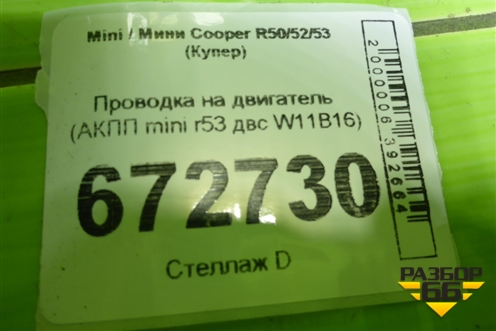 Mini / Мини Cooper R50/52/53
(Купер)
Проводка на двигатель
(АКПП mini r53 двс W11B16)
672730
Стеллаж D
2000006392664
РАЗБОР
66